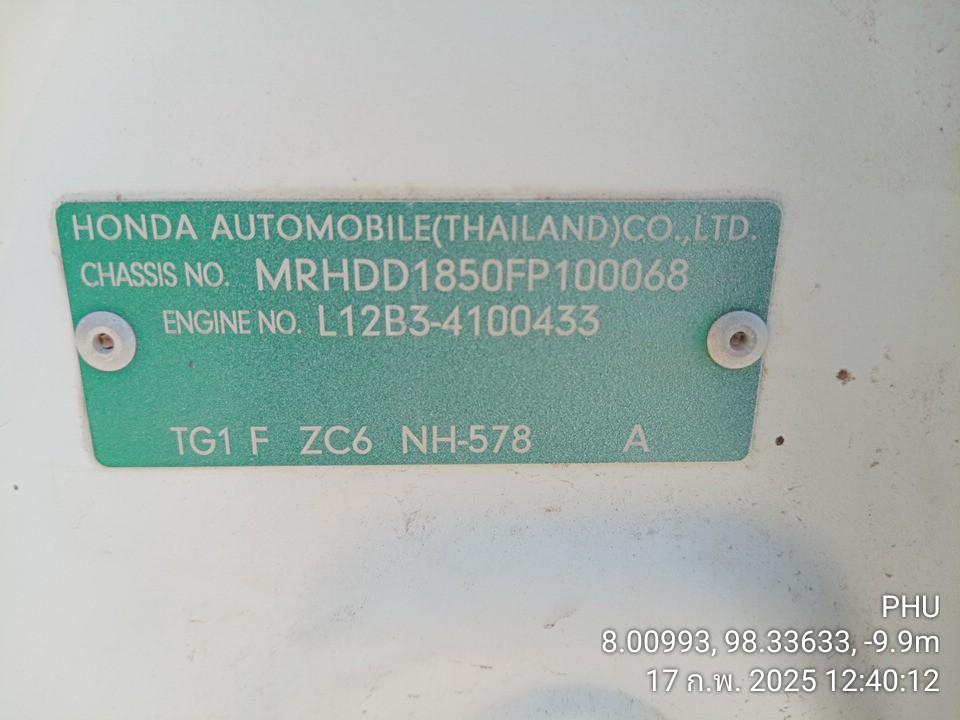 HONDA AUTOMOBILE(THAILAND)CO.,LTD.
CHASSIS NO. MRHDD1850FP100068
ENGINE NO. L12B3-4100433
TG1 F ZC6 NH-578 A
PHU
8.00993, 98.33633, -9.9m
17 ก.พ. 2025 12:40:12